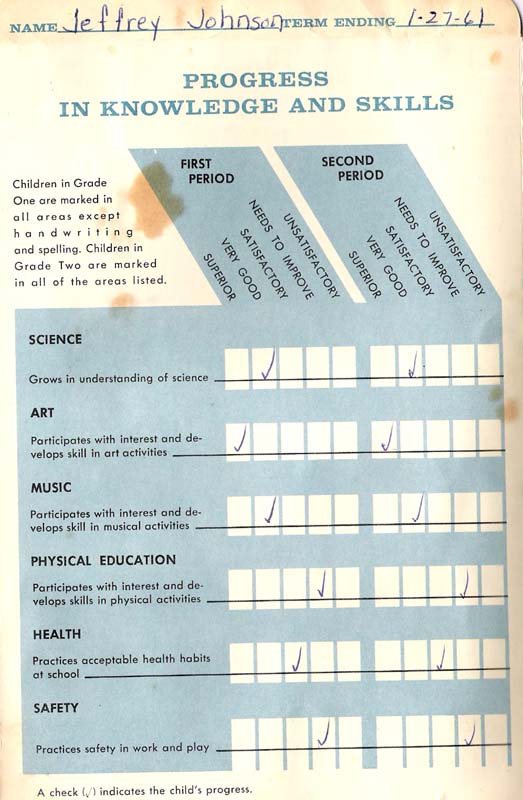 NAME Jeffrey Johnson TERM ENDING 1-27-61
PROGRESS
IN KNOWLEDGE AND SKILLS
Children in Grade
One are marked in
all areas except
handwriting
and spelling. Children in
Grade Two are marked
in all of the areas listed.
FIRST
PERIOD
SUPERIOR
VERY GOOD
SATISFACTORY
NEEDS TO IMPROVE
UNSATISFACTORY
SECOND
PERIOD
SUPERIOR
VERY GOOD
SATISFACTORY
NEEDS TO IMPROVE
UNSATISFACTORY
SCIENCE
Grows in understanding of science
ART
Participates with interest and de-
velops skill in art activities
MUSIC
Participates with interest and de-
velops skill in musical activities
PHYSICAL EDUCATION
Participates with interest and de-
velops skills in physical activities
HEALTH
Practices acceptable health habits
at school
SAFETY
Practices safety in work and play
A check (√) indicates the child's progress.